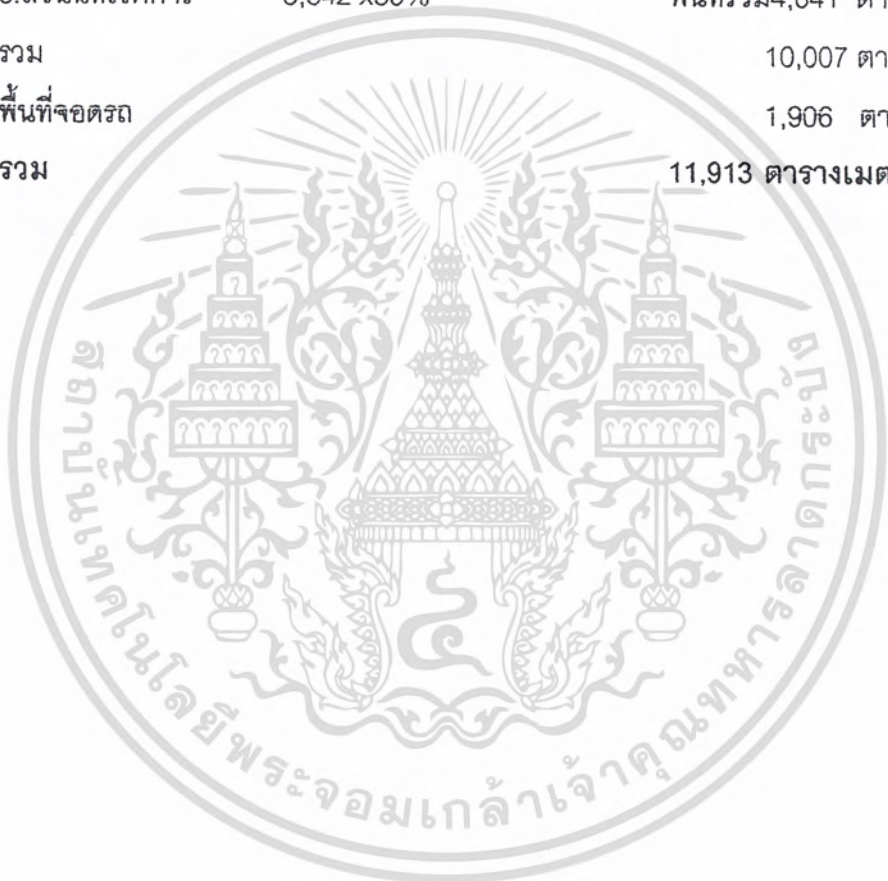 รวม 10,007 ตา
พื้นที่จอดรถ 1,906 ตา
รวม 11,913 ตารางเมต
สถาบันเทคโนโลยีพระจอมเกล้าเจ้าคุณทหารลาดกระบัง
๔